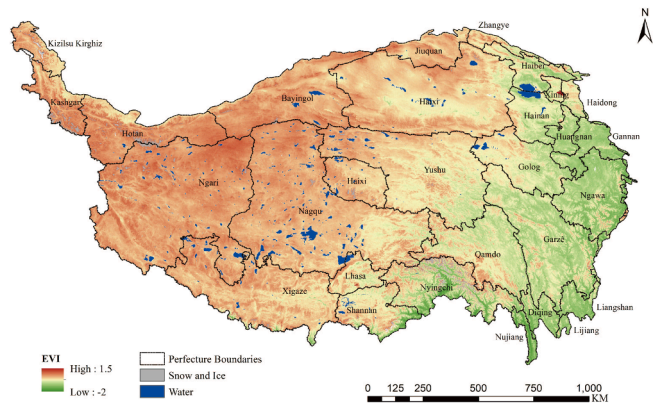 N
Zhangye
Kizilsu Kirghiz
Jiuquan
Haibei
Kashgar
Bayingol
Haixi
Xining
Haidong
Hainan
Hotan
Huangnan
Gannan
Ngari
Haixi
Yushu
Golog
Ngawa
Nagqu
Garzê
Qamdo
Lhasa
Xigaze
Nyingchi
Shannan
Diqing
Liangshan
Nujiang
Lijiang
EVI
High : 1.5
Low : -2
Perfecture Boundaries
Snow and Ice
Water
0 125 250 500 750 1,000
KM